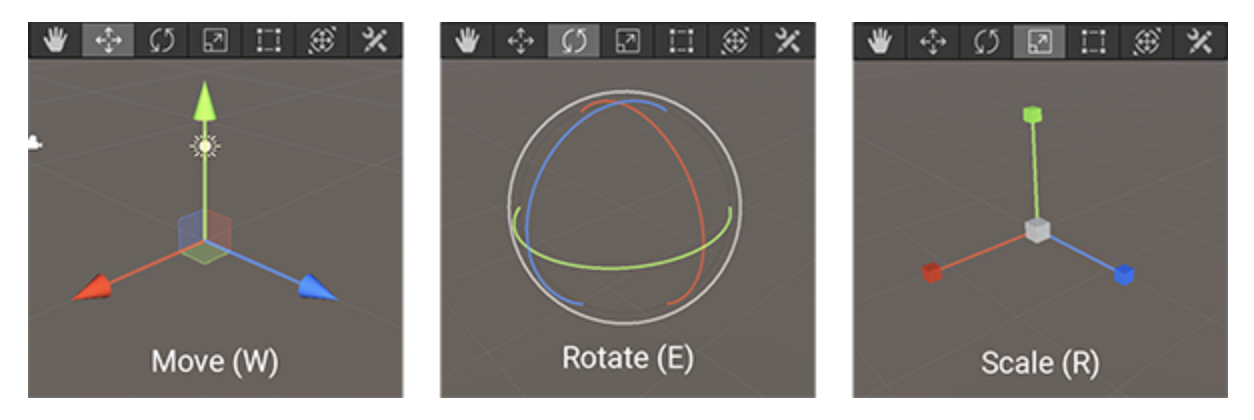 Move (W)
Rotate (E)
Scale (R)